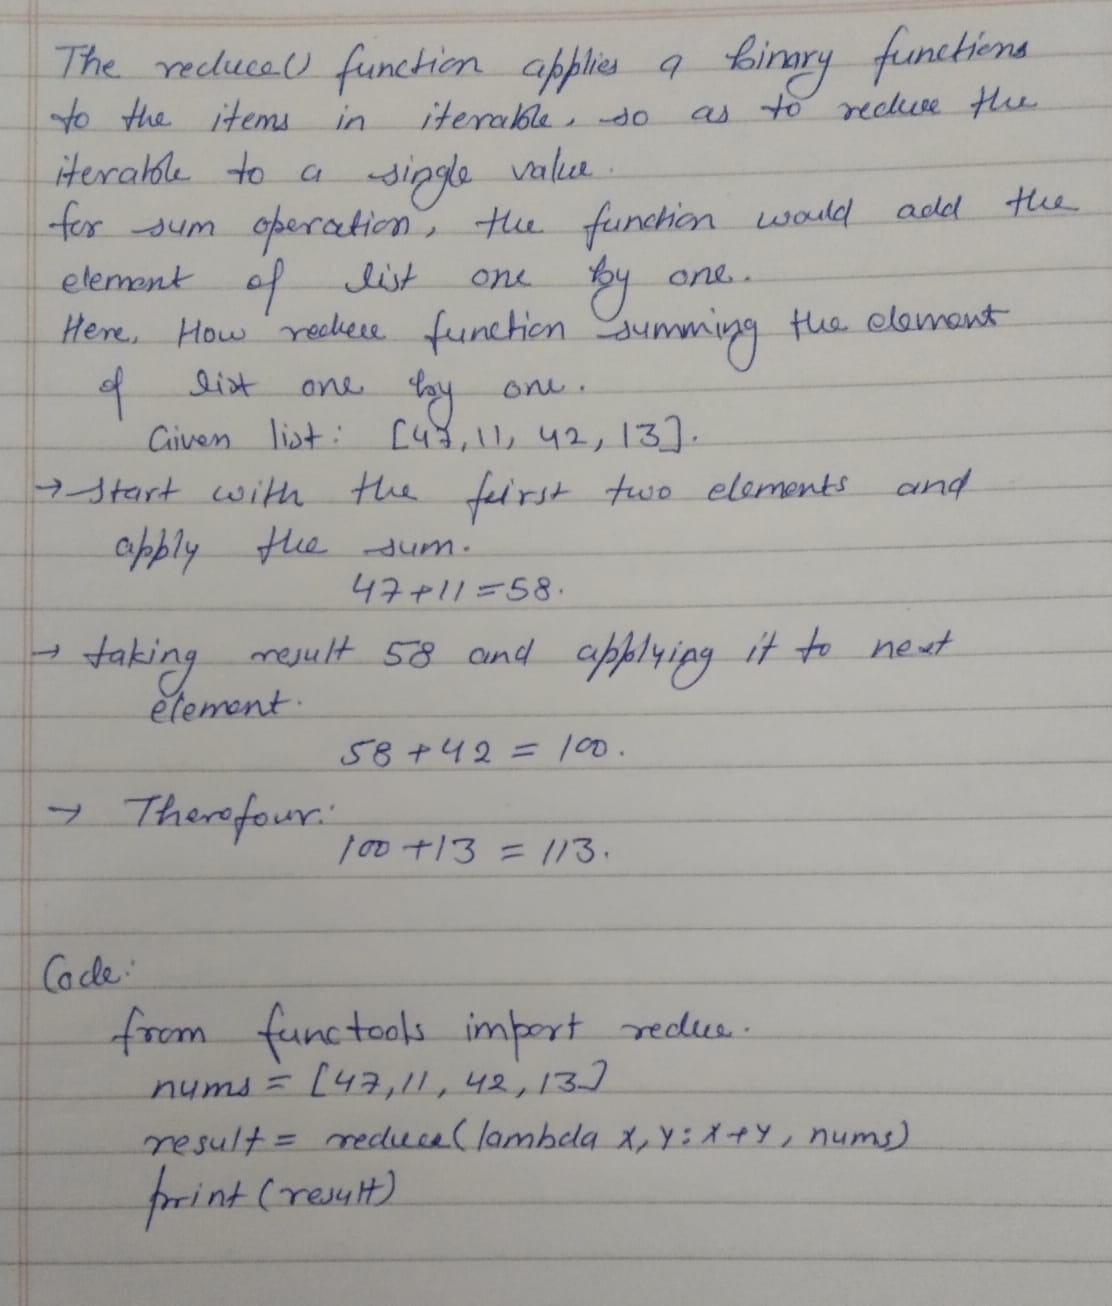 The reduce() function applies a binary functions
to the items in iterable, so as to reduce the
iterable to a single value.
for sum operation, the function would add the
element of list one by one.
Here, How reduce function summing the element
of list one by one.
Given list: [47, 11, 42, 13].
→ start with the first two elements and
apply the sum.
47+11=58.
→ taking result 58 and applying it to next
element.
58+42 = 100.
→ Therefour:
100+13 = 113.
Code:
from functools import reduce.
nums = [47,11, 42, 13]
result = reduce(lambda x, y: x+y, nums)
print(result)